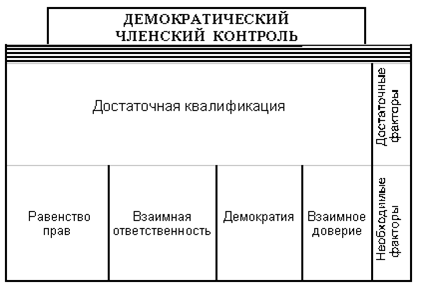 ДЕМОКРАТИЧЕСКИЙ
ЧЛЕНСКИЙ КОНТРОЛЬ
Достаточная квалификация
Достаточные
факторы
Равенство
прав
Взаимная
ответственность
Демократия
Взаимное
доверие
Необходимые
факторы